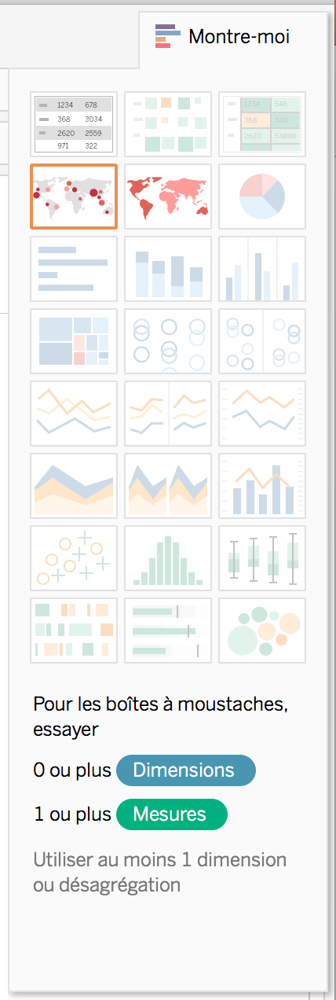 Montre-moi
1234 678
368 3034
2620 2559
971 322
1234 546
368 340
2620 53890
Pour les boîtes à moustaches,
essayer
0 ou plus Dimensions
1 ou plus Mesures
Utiliser au moins 1 dimension
ou désagrégation